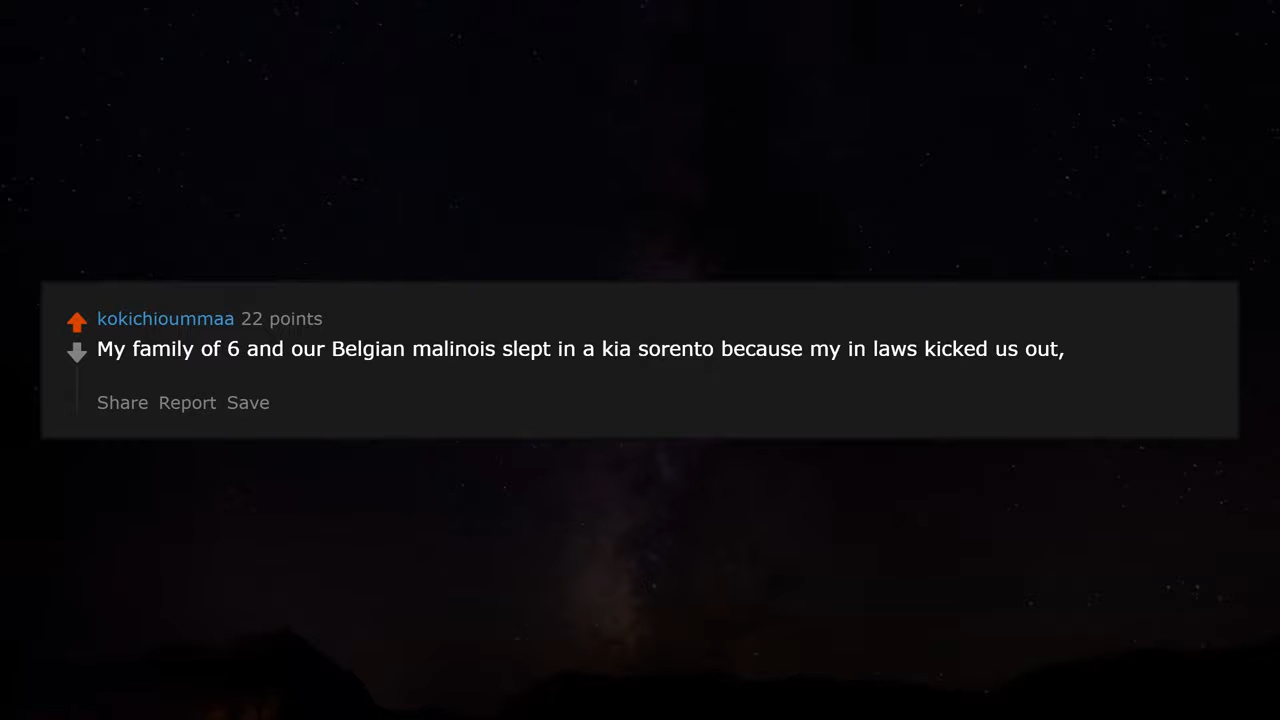 kokichioummaa 22 points
My family of 6 and our Belgian malinois slept in a kia sorento because my in laws kicked us out,
Share Report Save